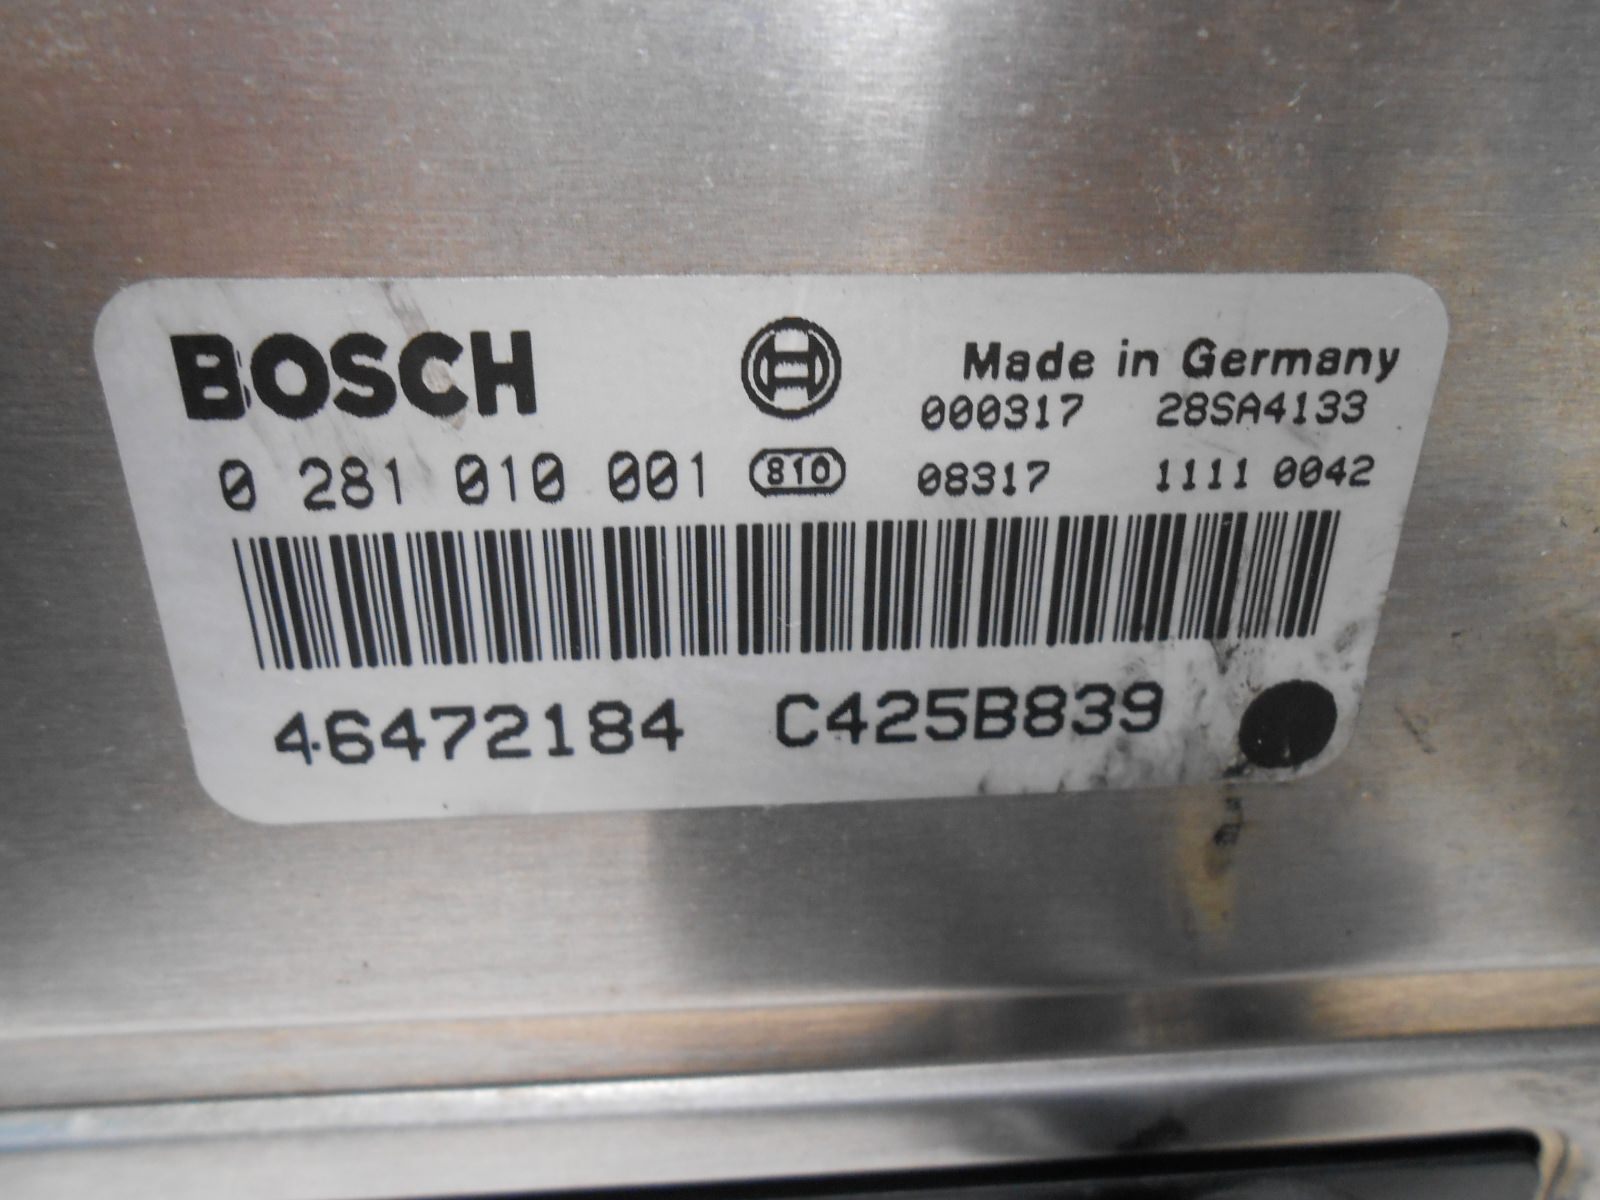 BOSCH Made in Germany
000317 28SA4133
0 281 010 001 810 08317 1111 0042
46472184 C425B839